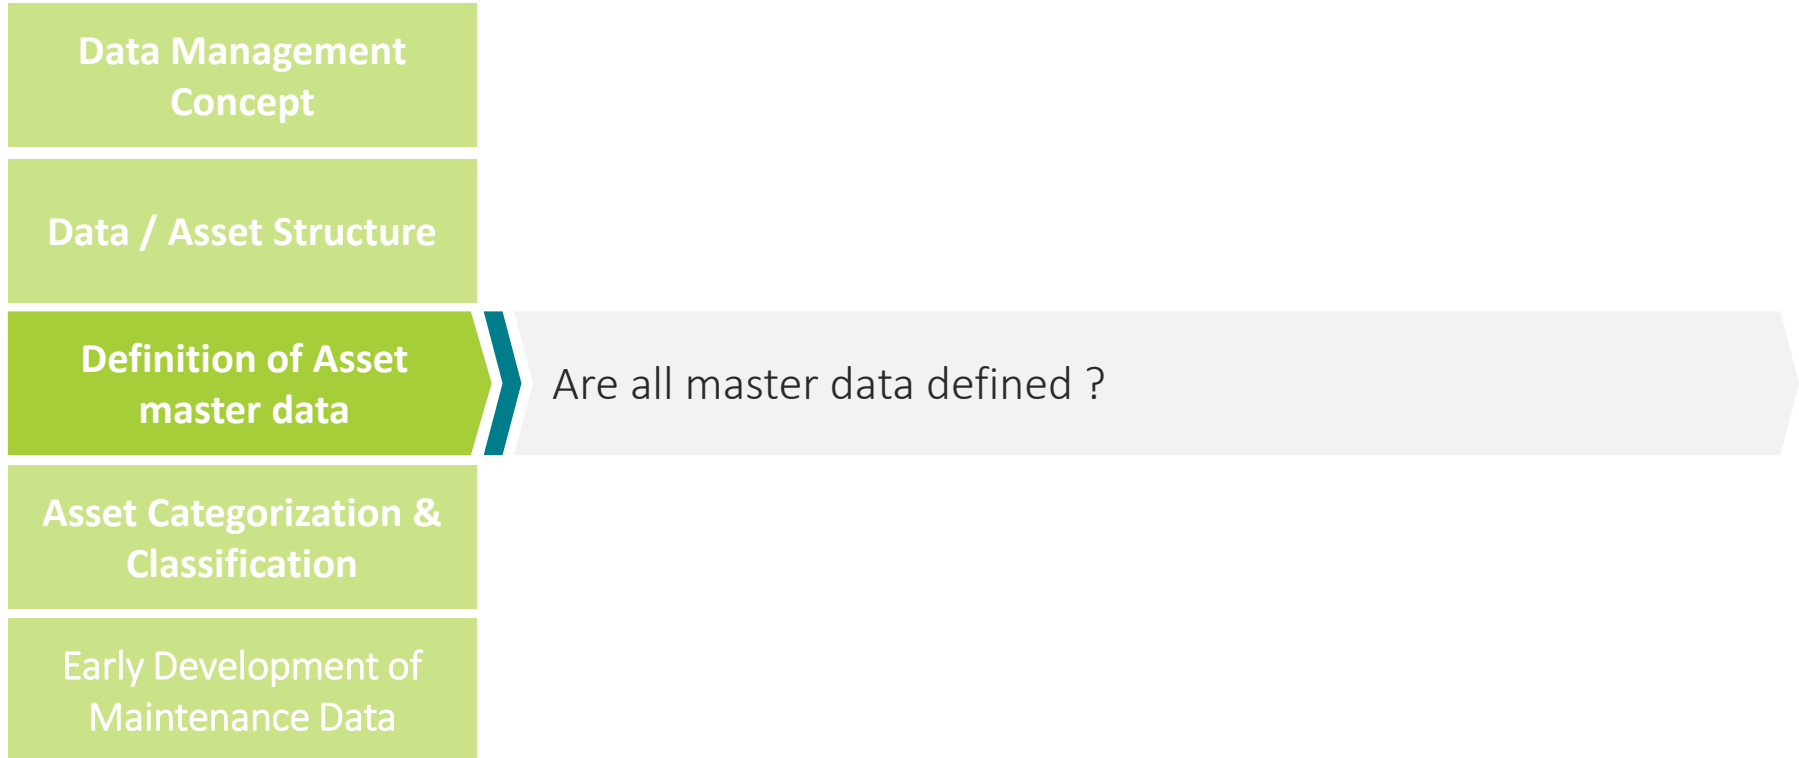 Data Management
Concept
Data / Asset Structure
Definition of Asset
master data
Are all master data defined ?
Asset Categorization &
Classification
Early Development of
Maintenance Data